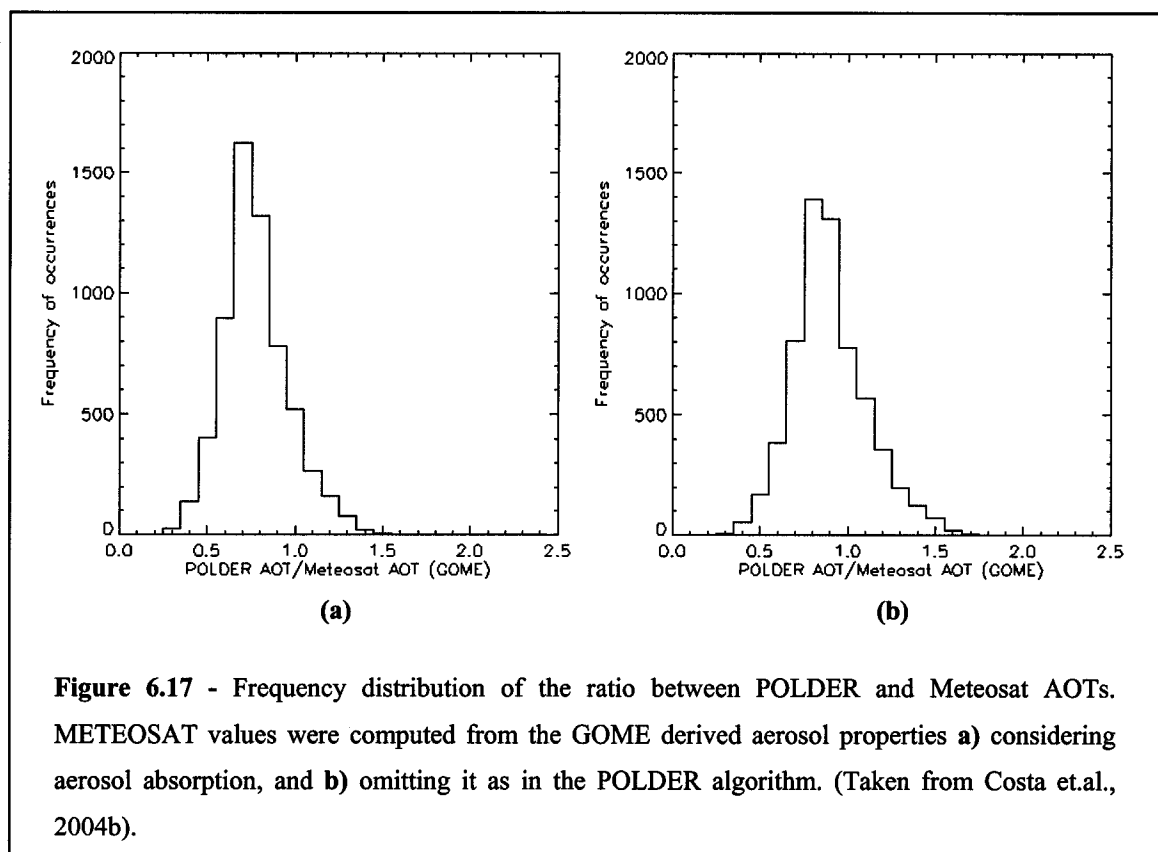 2000
1500
1000
500
0
Frequency of occurrences
0.0 0.5 1.0 1.5 2.0 2.5
POLDER AOT/Meteosat AOT (GOME)
(a)
2000
1500
1000
500
0
Frequency of occurrences
0.0 0.5 1.0 1.5 2.0 2.5
POLDER AOT/Meteosat AOT (GOME)
(b)
Figure 6.17 - Frequency distribution of the ratio between POLDER and Meteosat AOTs.
METEOSAT values were computed from the GOME derived aerosol properties a) considering
aerosol absorption, and b) omitting it as in the POLDER algorithm. (Taken from Costa et.al.,
2004b).